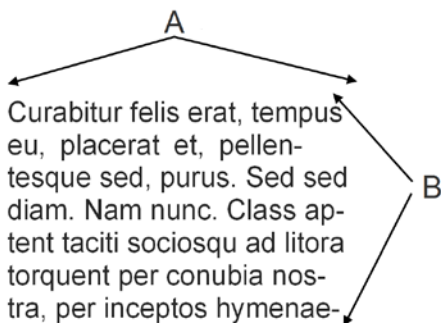 A
Curabitur felis erat, tempus
eu, placerat et, pellen-
tesque sed, purus. Sed sed
diam. Nam nunc. Class ap-
B
tent taciti sociosqu ad litora
torquent per conubia nos-
tra, per inceptos hymenae-